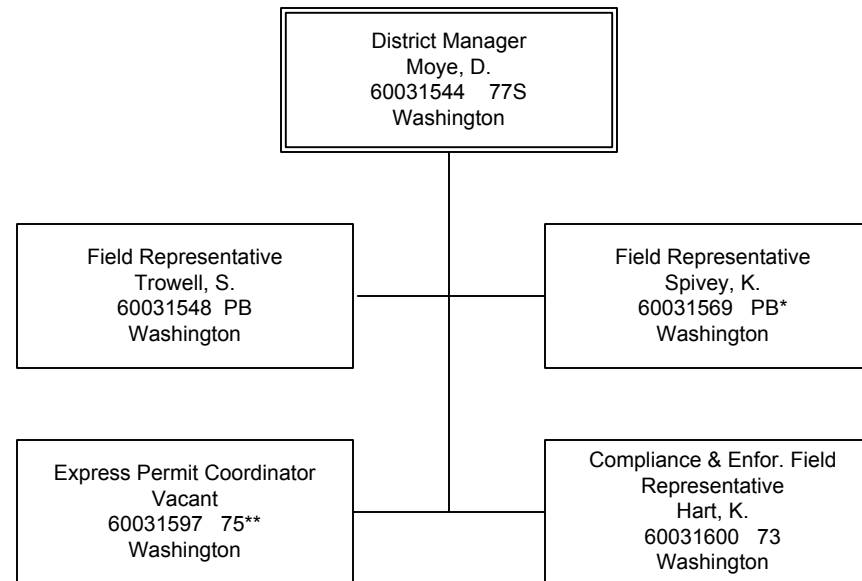 District Manager
Moye, D.
60031544 77S
Washington
Field Representative
Trowell, S.
60031548 PB
Washington
Field Representative
Spivey, K.
60031569 PB*
Washington
Express Permit Coordinator
Vacant
60031597 75**
Washington
Compliance & Enfor. Field
Representative
Hart, K.
60031600 73
Washington